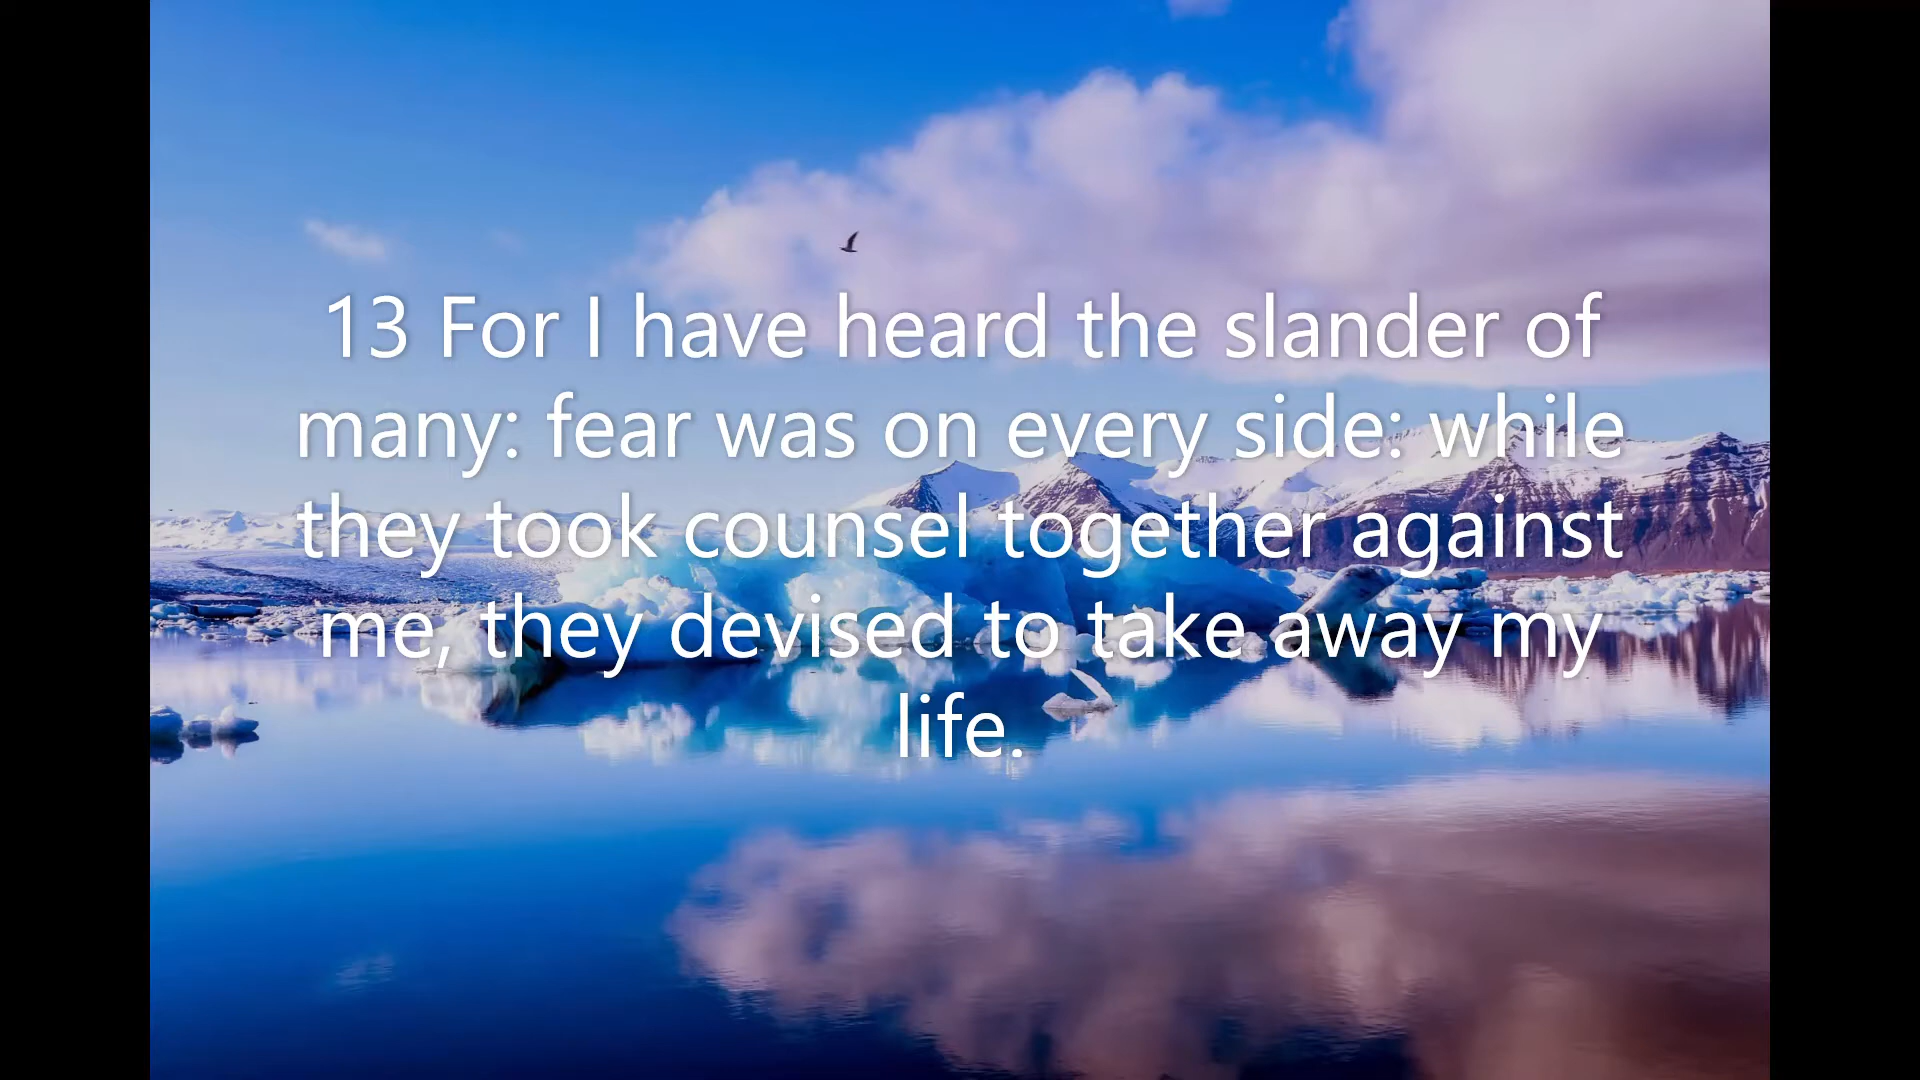 13 For I have heard the slander of
many: fear was on every side: while
they took counsel together against
me, they devised to take away my
life.